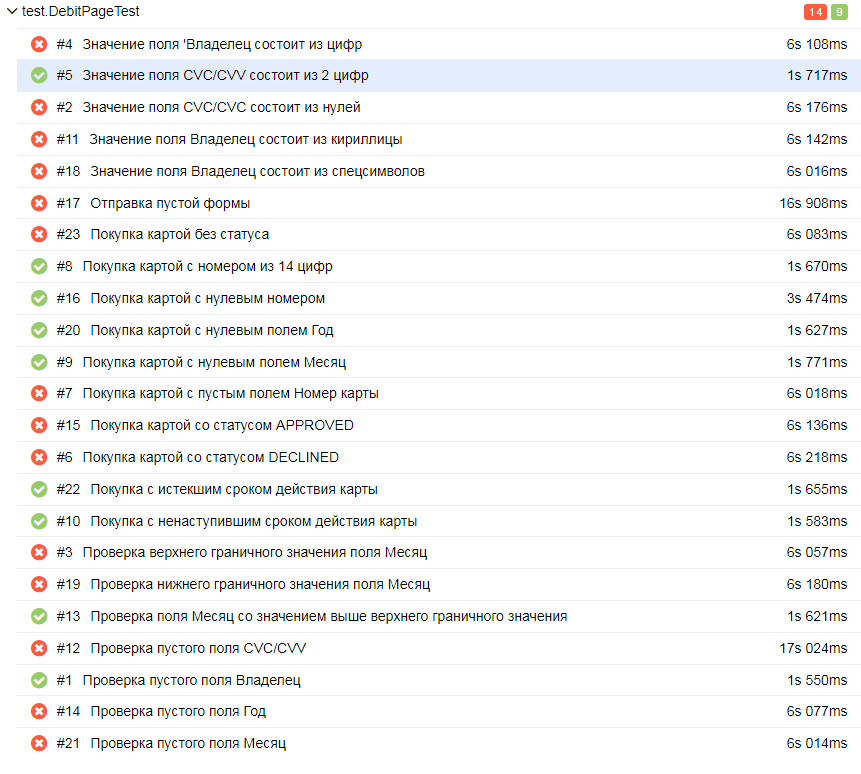 test.DebitPageTest 14 9
#4 Значение поля 'Владелец состоит из цифр 6s 108ms
#5 Значение поля CVC/CVV состоит из 2 цифр 1s 717ms
#2 Значение поля CVC/CVC состоит из нулей 6s 176ms
#11 Значение поля Владелец состоит из кириллицы 6s 142ms
#18 Значение поля Владелец состоит из спецсимволов 6s 016ms
#17 Отправка пустой формы 16s 908ms
#23 Покупка картой без статуса 6s 083ms
#8 Покупка картой с номером из 14 цифр 1s 670ms
#16 Покупка картой с нулевым номером 3s 474ms
#20 Покупка картой с нулевым полем Год 1s 627ms
#9 Покупка картой с нулевым полем Месяц 1s 771ms
#7 Покупка картой с пустым полем Номер карты 6s 018ms
#15 Покупка картой со статусом APPROVED 6s 136ms
#6 Покупка картой со статусом DECLINED 6s 218ms
#22 Покупка с истекшим сроком действия карты 1s 655ms
#10 Покупка с ненаступившим сроком действия карты 1s 583ms
#3 Проверка верхнего граничного значения поля Месяц 6s 057ms
#19 Проверка нижнего граничного значения поля Месяц 6s 180ms
#13 Проверка поля Месяц со значением выше верхнего граничного значения 1s 621ms
#12 Проверка пустого поля CVC/CVV 17s 024ms
#1 Проверка пустого поля Владелец 1s 550ms
#14 Проверка пустого поля Год 6s 077ms
#21 Проверка пустого поля Месяц 6s 014ms